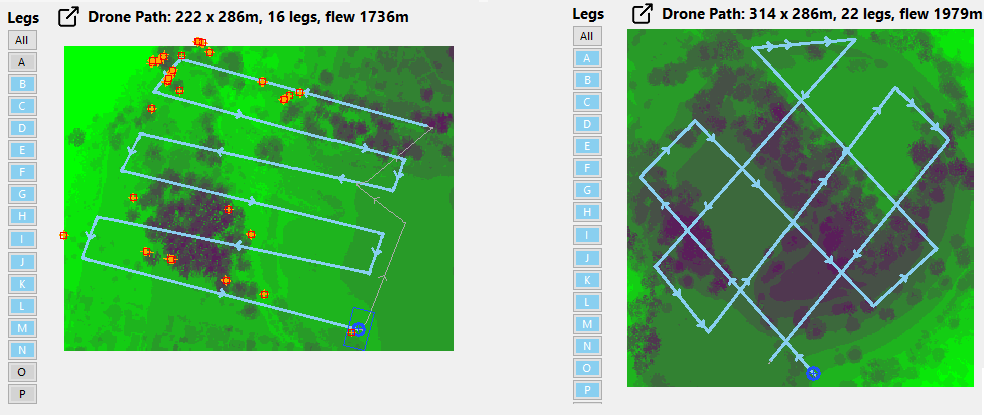 Legs
Drone Path: 222 x 286m, 16 legs, flew 1736m
All
A
B
C
D
E
F
G
H
I
J
K
L
M
N
O
P
Legs
Drone Path: 314 x 286m, 22 legs, flew 1979m
All
A
B
C
D
E
F
G
H
I
J
K
L
M
N
O
P